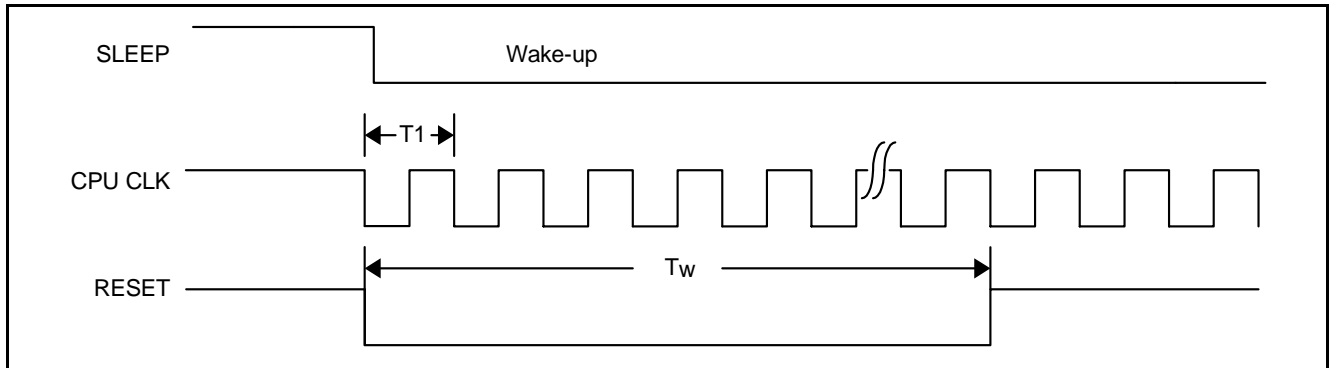 SLEEP
Wake-up
T1
CPU CLK
Tw
RESET